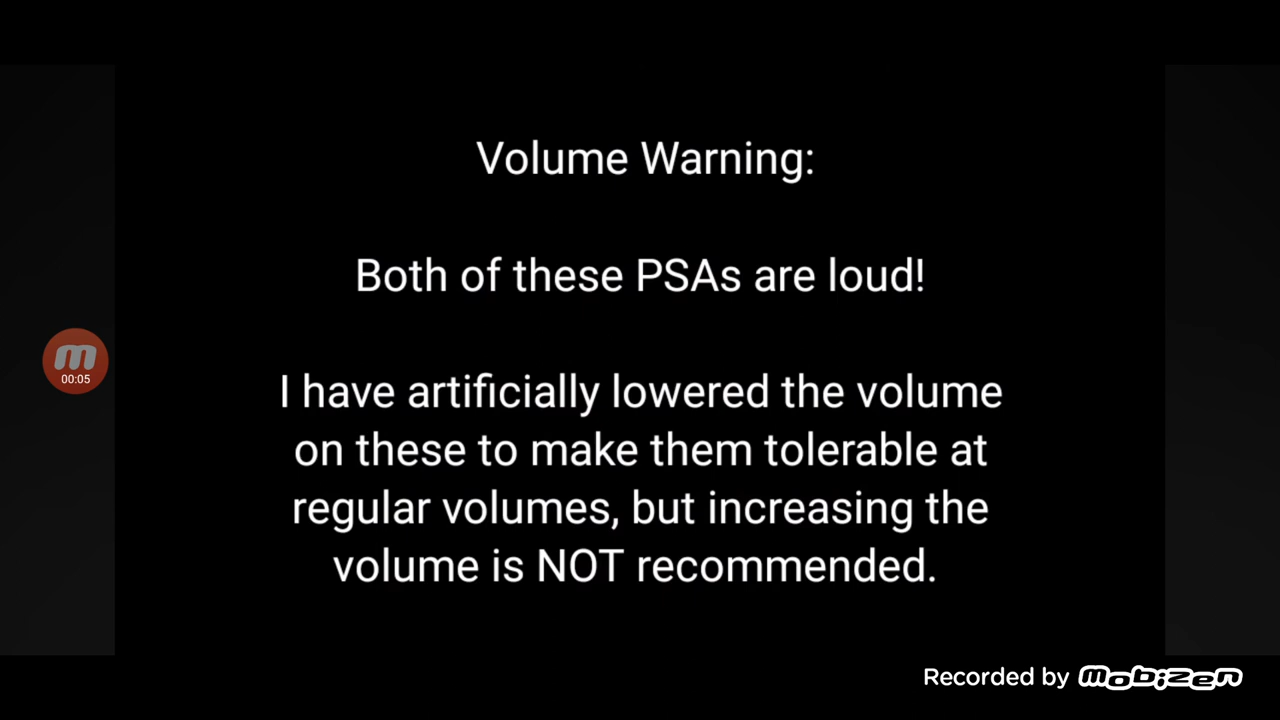 Volume Warning:
Both of these PSAs are loud!
I have artificially lowered the volume
on these to make them tolerable at
regular volumes, but increasing the
volume is NOT recommended.
m
00:05
Recorded by mobizen